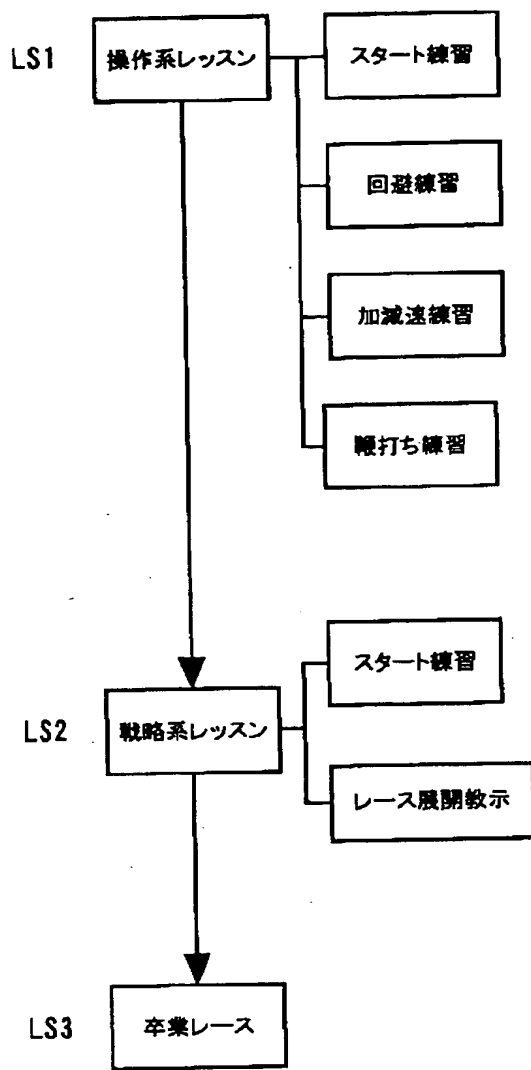 LS1
操作系レッスン
スタート練習
回避練習
加減速練習
鞭打ち練習
LS2
戦略系レッスン
スタート練習
レース展開教示
LS3
卒業レース